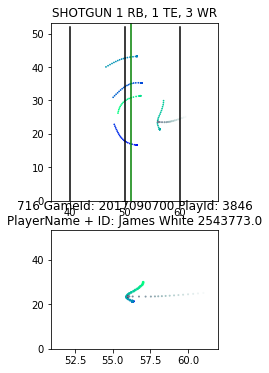 SHOTGUN 1 RB, 1 TE, 3 WR
50
40
30
20
10
0
40 50 60
716 GameId: 2017090700 PlayId: 3846
PlayerName + ID: James White 2543773.0
40
20
0
52.5 55.0 57.5 60.0